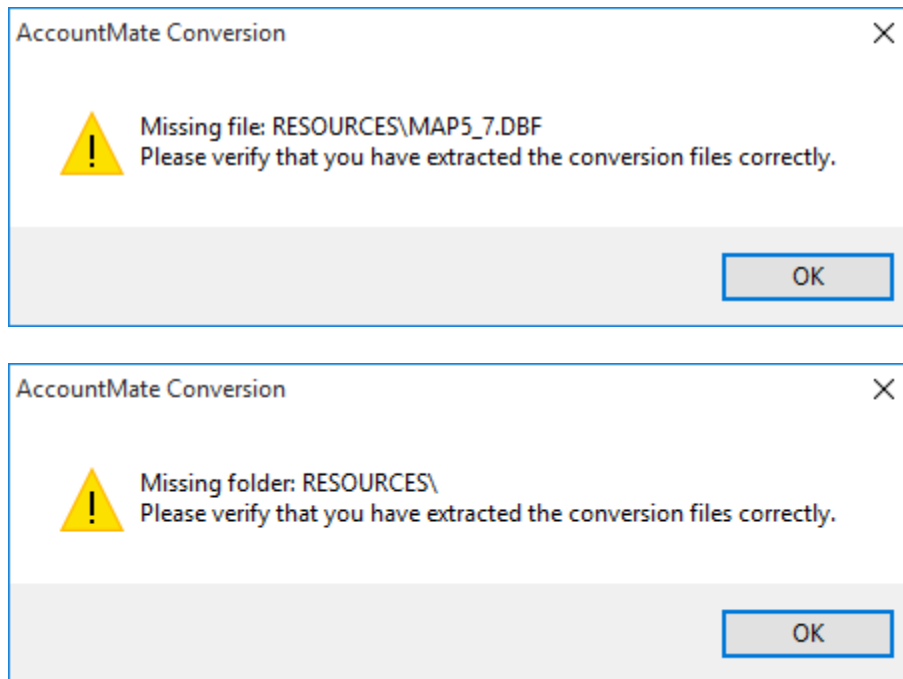 AccountMate Conversion
Missing file: RESOURCES\MAP5_7.DBF
Please verify that you have extracted the conversion files correctly.
OK
AccountMate Conversion
Missing folder: RESOURCES\
Please verify that you have extracted the conversion files correctly.
OK